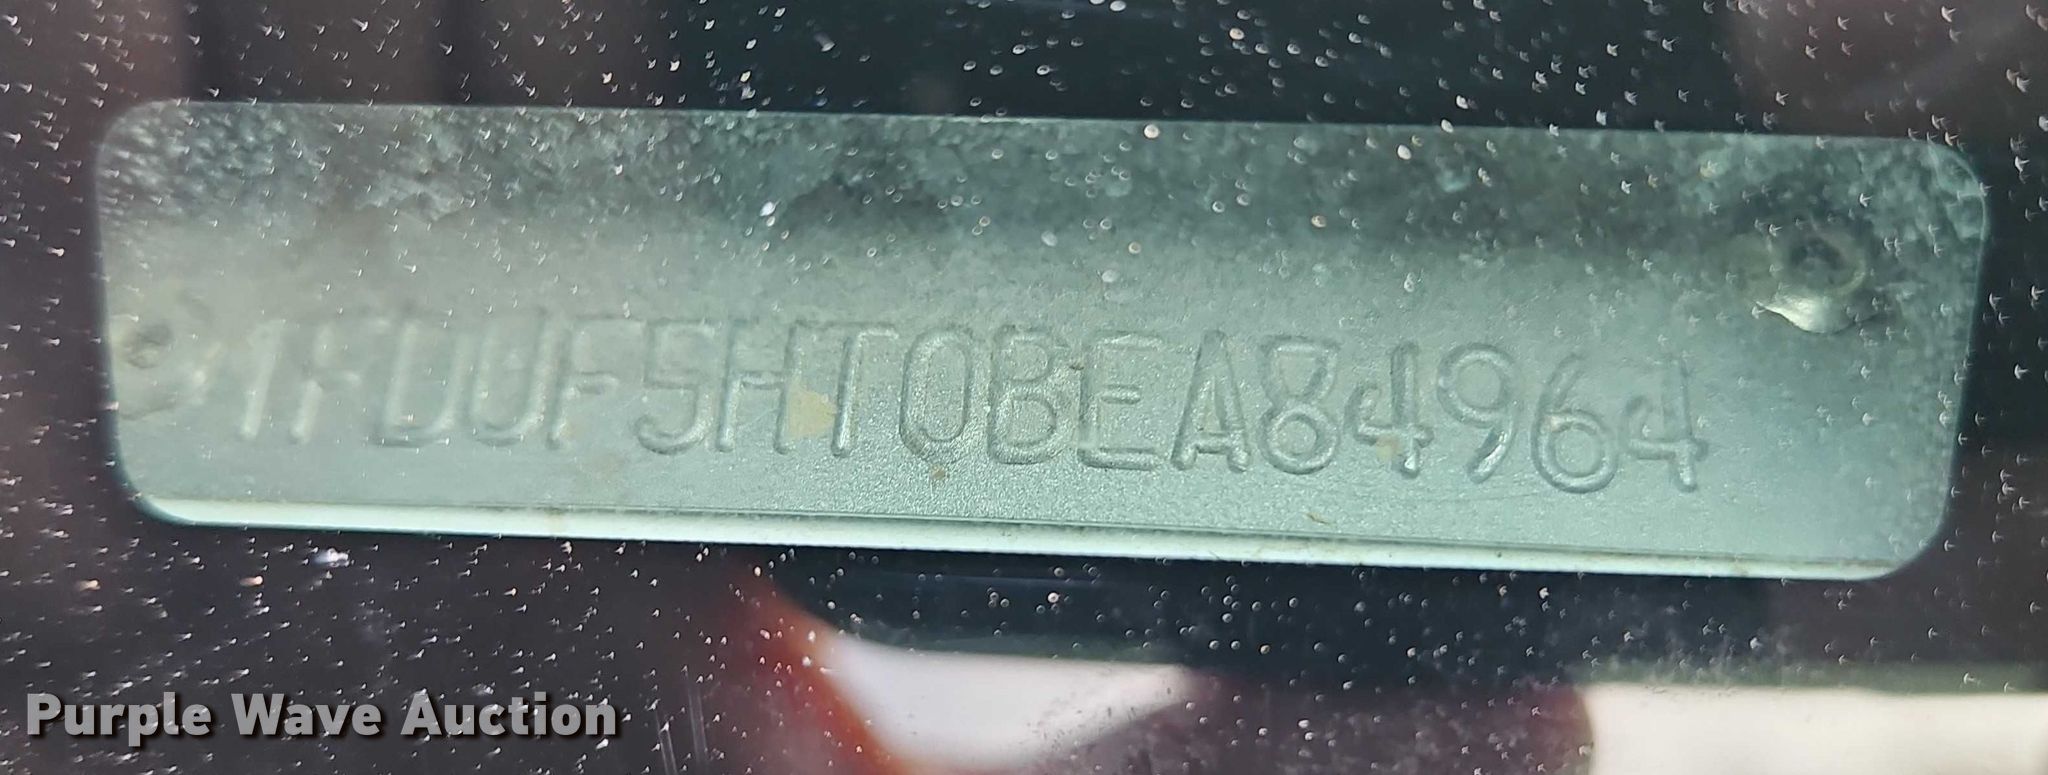 1FDUF5HT0BEA84964
Purple Wave Auction